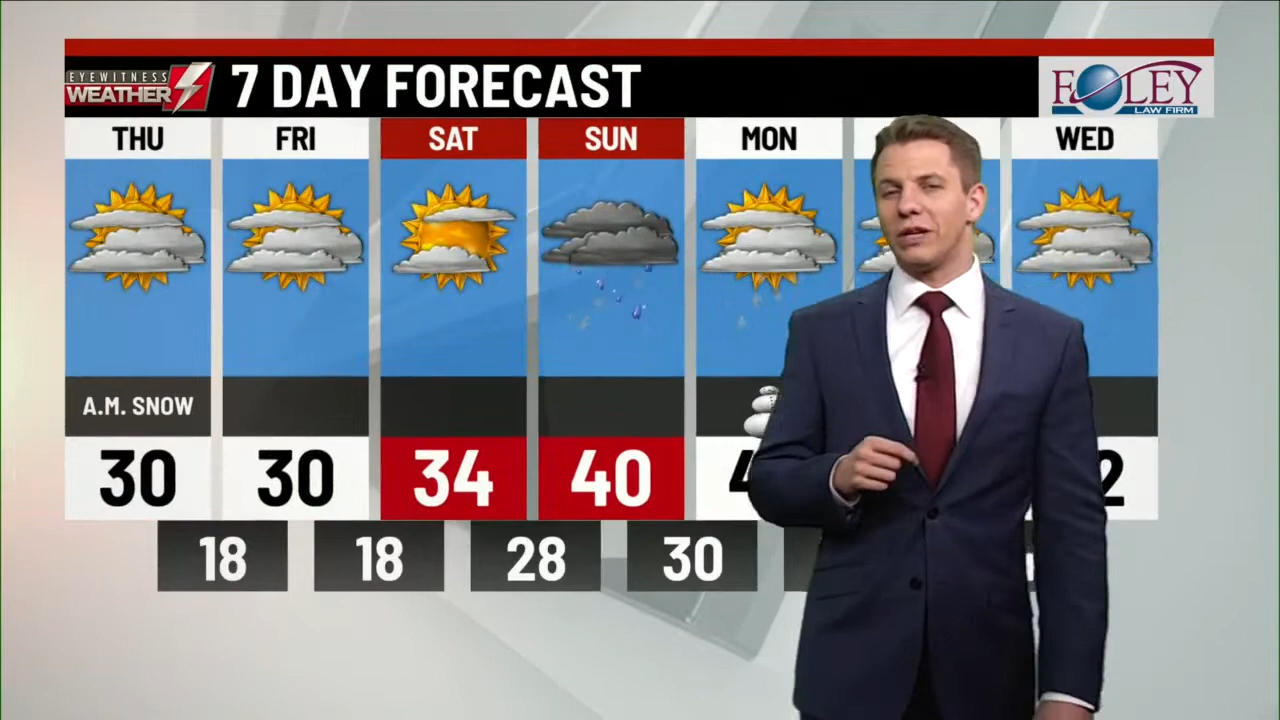 EYEWITNESS
WEATHER
7 DAY FORECAST
FOLEY
LAW FIRM
THU
FRI
SAT
SUN
MON
WED
A.M. SNOW
30
30
34
40
18
18
28
30